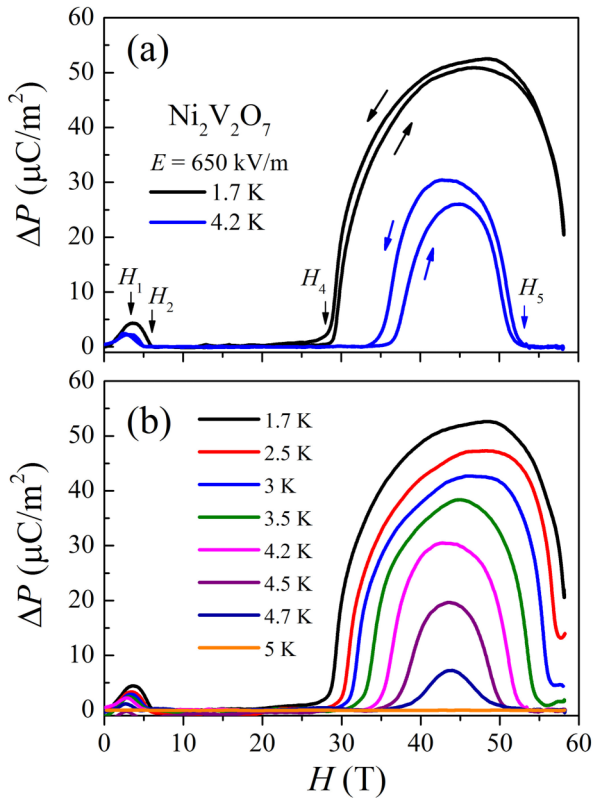 60
(a)
50
Ni₂V₂O₇
40
E = 650 kV/m
1.7 K
30
4.2 K
20
ΔP (μC/m²)
10
H₁
H₂
H₄
H₅
0
60
(b)
50
1.7 K
2.5 K
40
3 K
3.5 K
30
4.2 K
4.5 K
20
4.7 K
5 K
ΔP (μC/m²)
10
0
0 10 20 30 40 50 60
H (T)